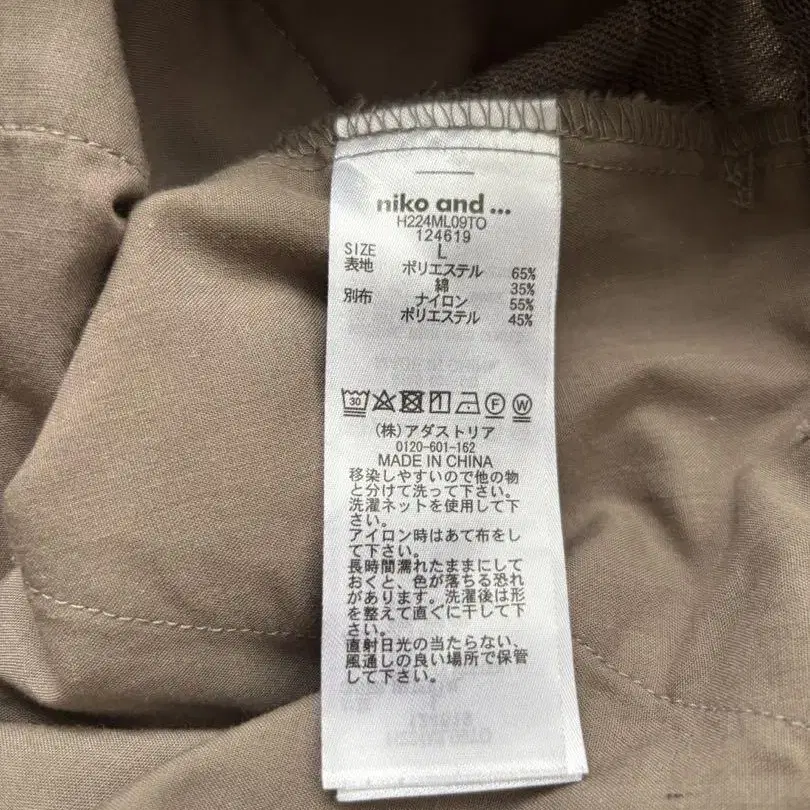 niko and ...
H224ML09TO
124619
SIZE L
表地 ポリエステル 65%
綿 35%
別布 ナイロン 55%
ポリエステル 45%
30
F W
(株)アダストリア
0120-601-162
MADE IN CHINA
移染しやすいので他の物
と分けて洗って下さい。
洗濯ネットを使用して下
さい。
アイロン時はあて布をし
て下さい。
長時間濡れたままにして
おくと、色が落ちる恐れ
があります。洗濯後は形
を整えて直ぐに干して下
さい。
直射日光の当たらない、
風通しの良い場所で保管
して下さい。